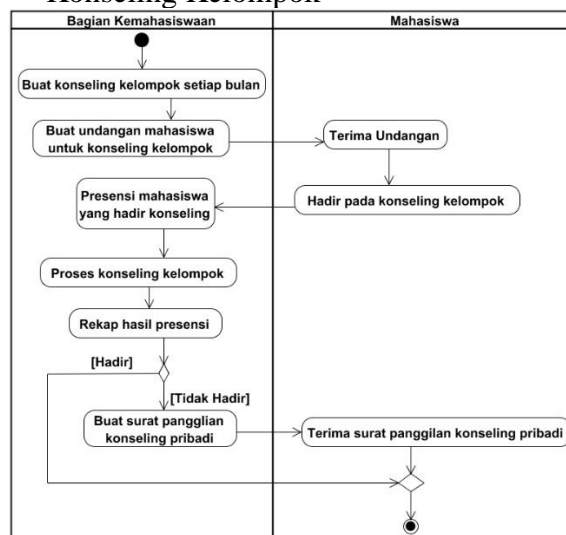 Konseling Kelompok
Bagian Kemahasiswaan
Mahasiswa
Buat konseling kelompok setiap bulan
Buat undangan mahasiswa
untuk konseling kelompok
Terima Undangan
Presensi mahasiswa
yang hadir konseling
Hadir pada konseling kelompok
Proses konseling kelompok
Rekap hasil presensi
[Hadir]
[Tidak Hadir]
Buat surat pangglian
konseling pribadi
Terima surat panggilan konseling pribadi